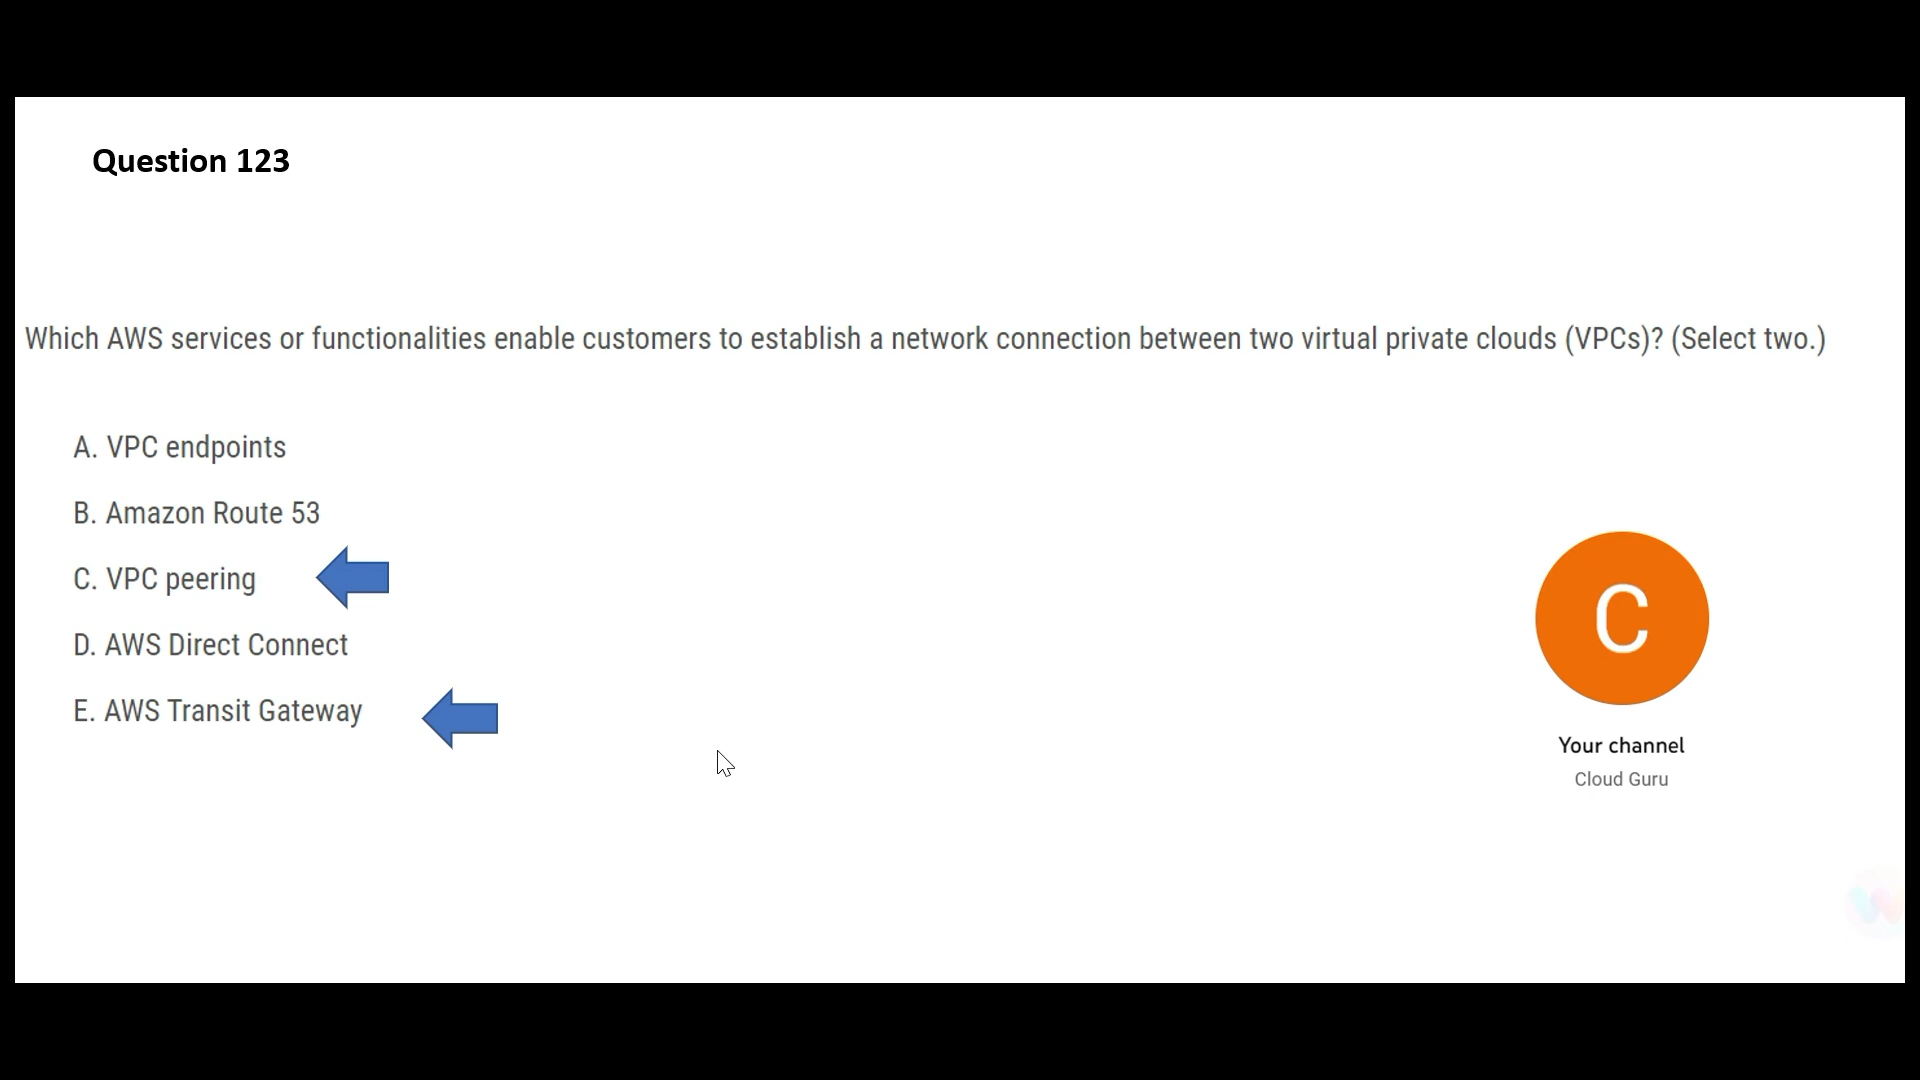 Question 123
Which AWS services or functionalities enable customers to establish a network connection between two virtual private clouds (VPCs)? (Select two.)
A. VPC endpoints
B. Amazon Route 53
C. VPC peering
D. AWS Direct Connect
E. AWS Transit Gateway
C
Your channel
Cloud Guru